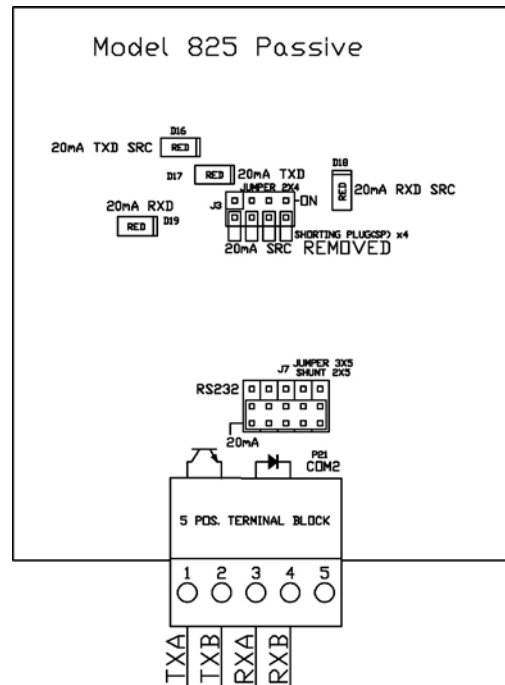 Model 825 Passive
D16
20mA TXD SRC
RED
D17
RED
20mA TXD
D18
RED
20mA RXD SRC
JUMPER 2X4
J3
ON
20mA RXD
RED
D19
SHORTING PLUG(SP) x4
20mA SRC REMOVED
J7 JUMPER 3X5
SHUNT 2X5
RS232
20mA
P21
COM2
5 POS. TERMINAL BLOCK
1 2 3 4 5
TXA
TXB
RXA
RXB